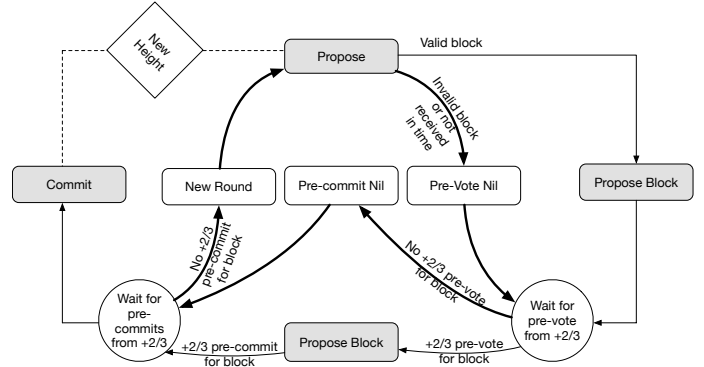 New
Height
Propose
Valid block
Invalid block
or not
received
in time
Commit
New Round
Pre-commit Nil
Pre-Vote Nil
Propose Block
No +2/3
pre-commit
for block
No +2/3 pre-vote
for block
Wait for
pre-
commits
from +2/3
Wait for
pre-vote
from +2/3
+2/3 pre-commit
for block
Propose Block
+2/3 pre-vote
for block